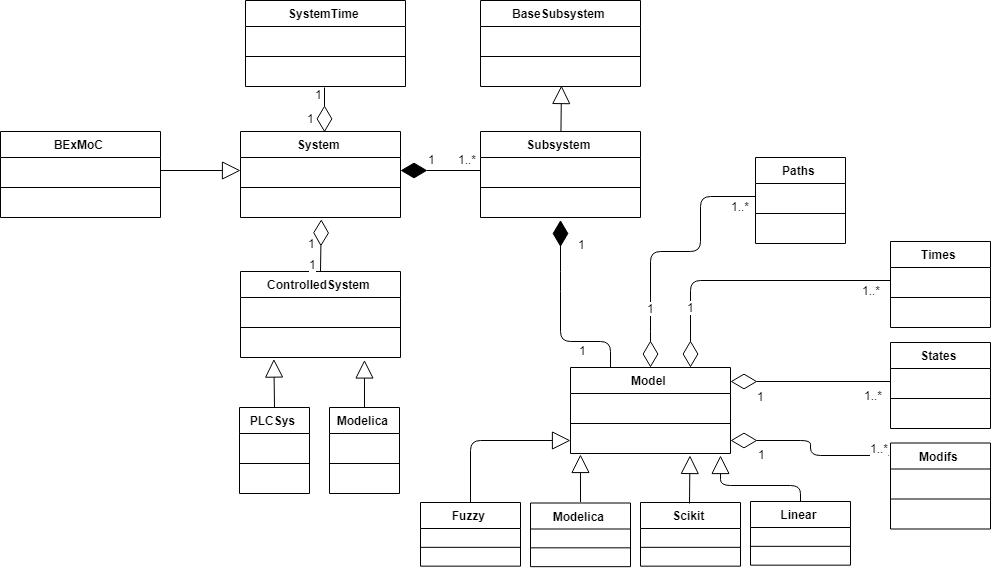 SystemTime
BaseSubsystem
1
1
BExMoC
System
Subsystem
1
1..*
Paths
1..*
1
1
ControlledSystem
1
Times
1..*
1
1
1
Model
States
1
1..*
PLCSys
Modelica
1
1..*
Modifs
Fuzzy
Modelica
Scikit
Linear